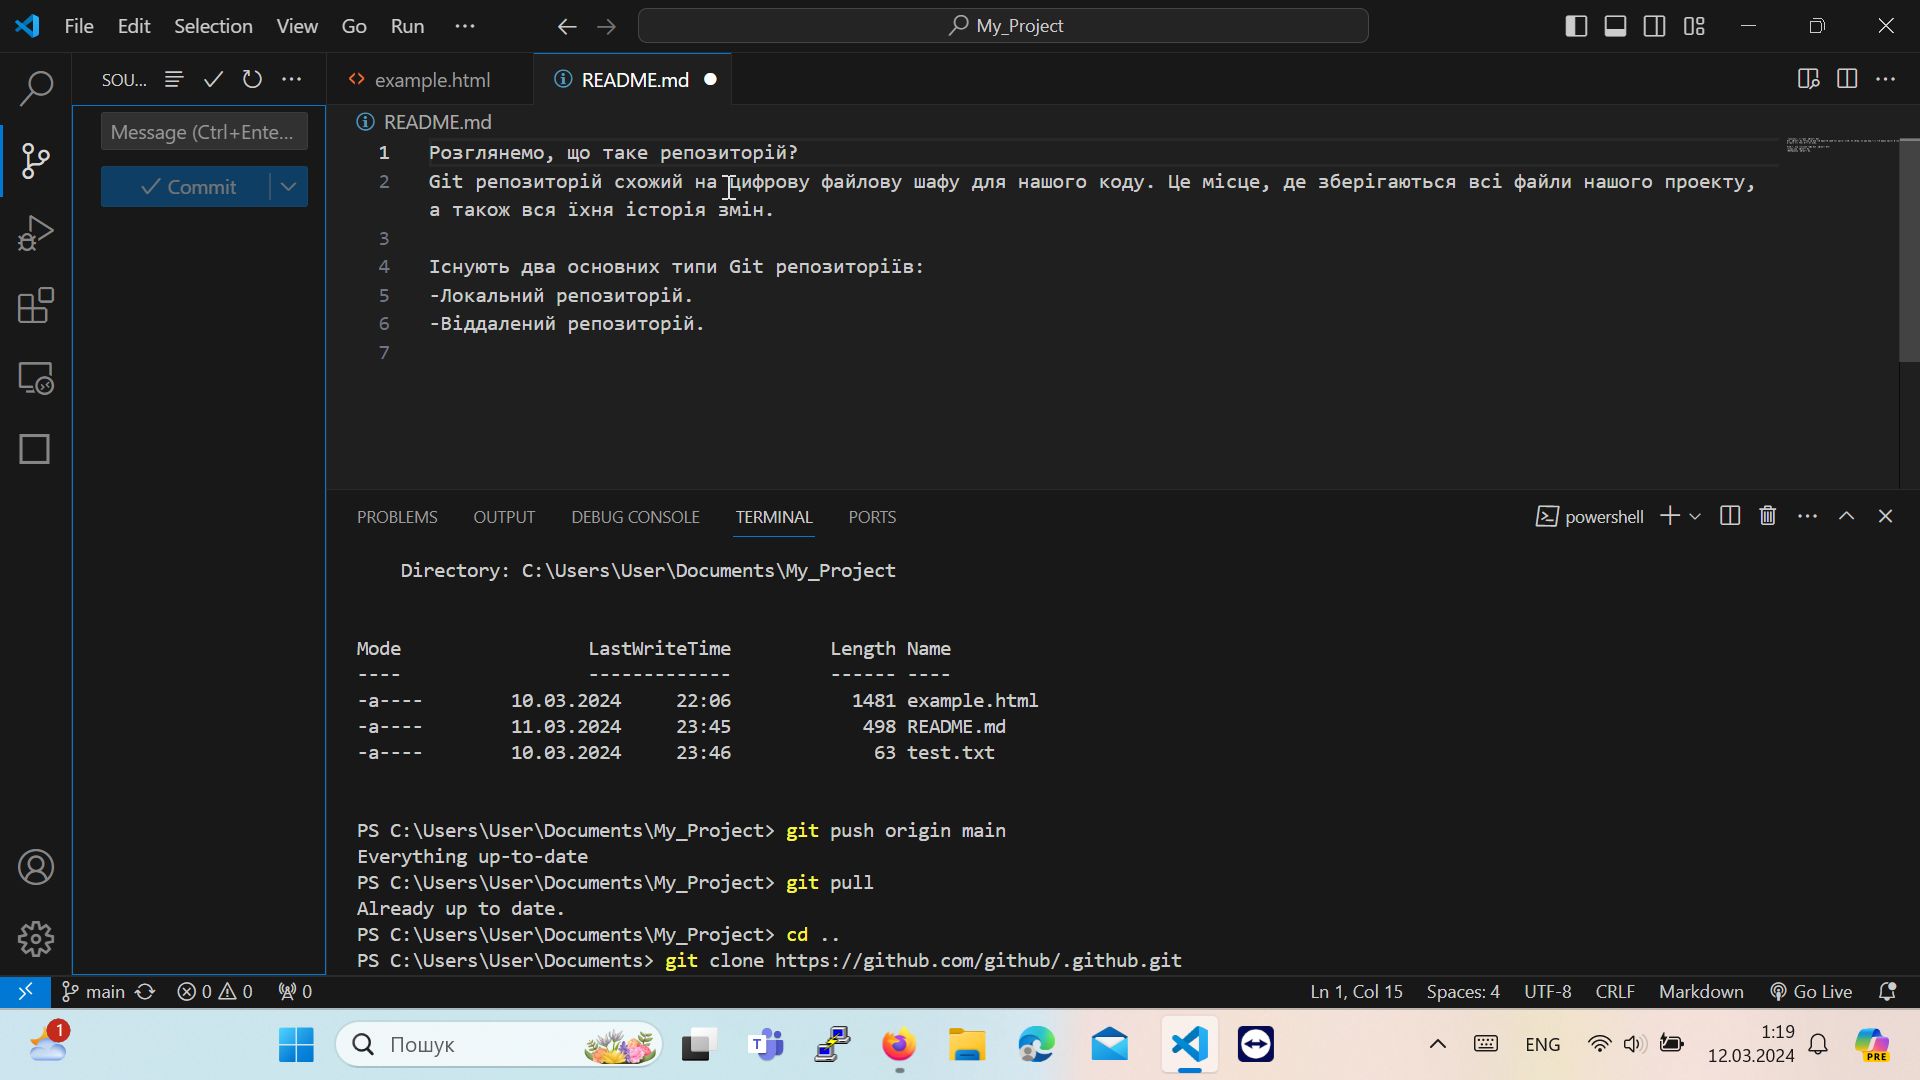 File Edit Selection View Go Run ···
My_Project
SOU...
example.html
README.md
Message (Ctrl+Ente...
Commit
README.md
1 Розглянемо, що таке репозиторій?
2 Git репозиторій схожий на цифрову файлову шафу для нашого коду. Це місце, де зберігаються всі файли нашого проекту,
а також вся їхня історія змін.
3
4 Існують два основних типи Git репозиторіїв:
5 -Локальний репозиторій.
6 -Віддалений репозиторій.
7
PROBLEMS OUTPUT DEBUG CONSOLE TERMINAL PORTS
powershell
Directory: C:\Users\User\Documents\My_Project
Mode LastWriteTime Length Name
---- ------------- ------ ----
-a---- 10.03.2024 22:06 1481 example.html
-a---- 11.03.2024 23:45 498 README.md
-a---- 10.03.2024 23:46 63 test.txt
PS C:\Users\User\Documents\My_Project> git push origin main
Everything up-to-date
PS C:\Users\User\Documents\My_Project> git pull
Already up to date.
PS C:\Users\User\Documents\My_Project> cd ..
PS C:\Users\User\Documents> git clone https://github.com/github/.github.git
main 0 0 0 Ln 1, Col 15 Spaces: 4 UTF-8 CRLF Markdown Go Live
1
Пошук
ENG
1:19
12.03.2024
PRE